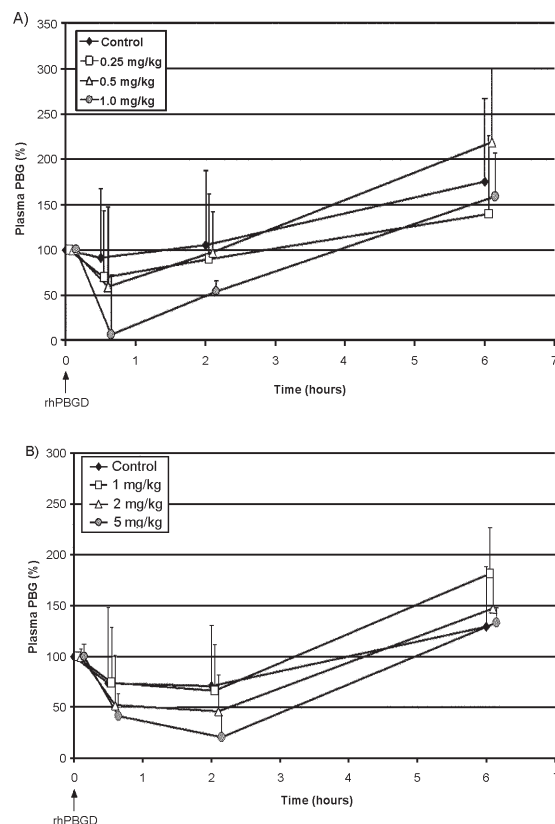 A)
350
300
250
200
150
100
50
0
Plasma PBG (%)
Control
0.25 mg/kg
0.5 mg/kg
1.0 mg/kg
0 1 2 3 4 5 6 7
Time (hours)
rhPBGD
B)
300
250
200
150
100
50
0
Plasma PBG (%)
Control
1 mg/kg
2 mg/kg
5 mg/kg
0 1 2 3 4 5 6 7
Time (hours)
rhPBGD